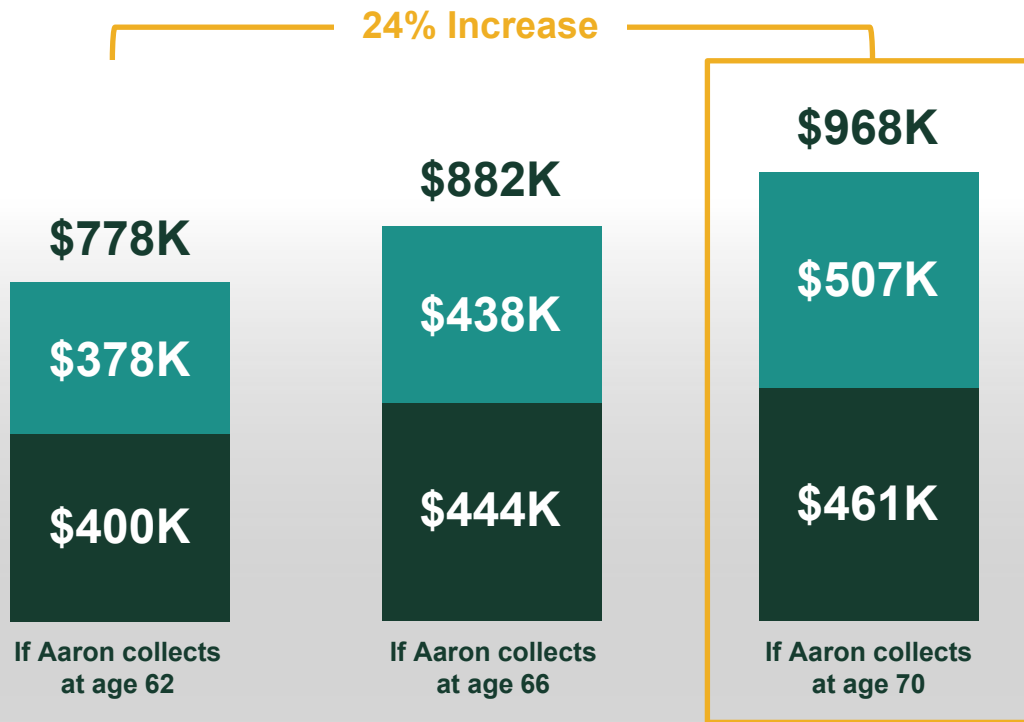 24% Increase
$778K
$378K
$400K
If Aaron collects
at age 62
$882K
$438K
$444K
If Aaron collects
at age 66
$968K
$507K
$461K
If Aaron collects
at age 70